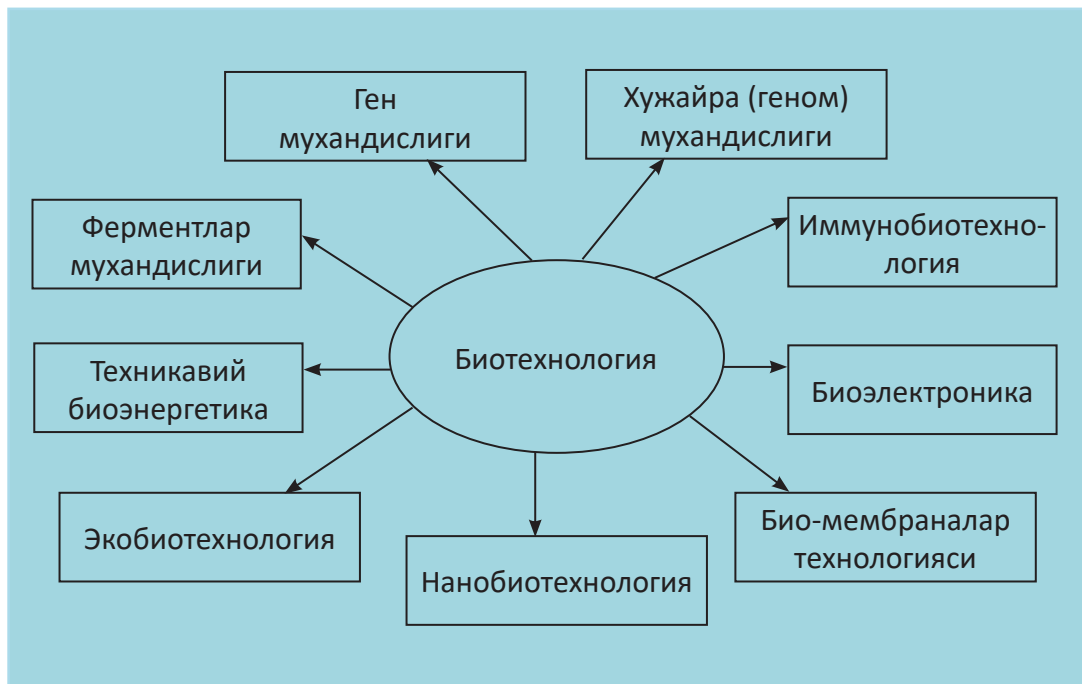 Ген
мухандислиги
Хужайра (геном)
мухандислиги
Ферментлар
мухандислиги
Иммунобиотехно-
логия
Биотехнология
Техникавий
биоэнергетика
Биоэлектроника
Экобиотехнология
Нанобиотехнология
Био-мембраналар
технологияси